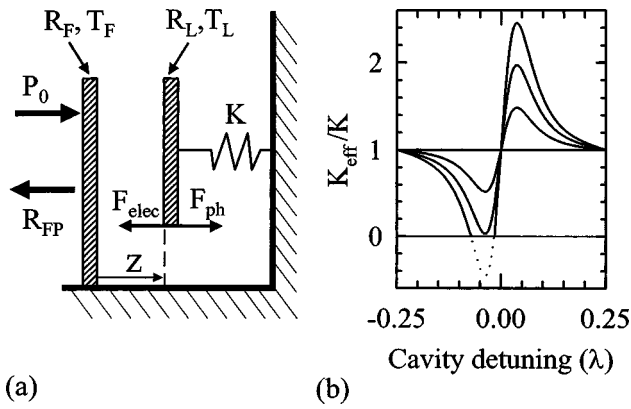 R_F, T_F
R_L, T_L
P_0
K
R_FP
F_elec
F_ph
Z
(a)
K_eff/K
2
1
0
-0.25
0.00
0.25
Cavity detuning (λ)
(b)